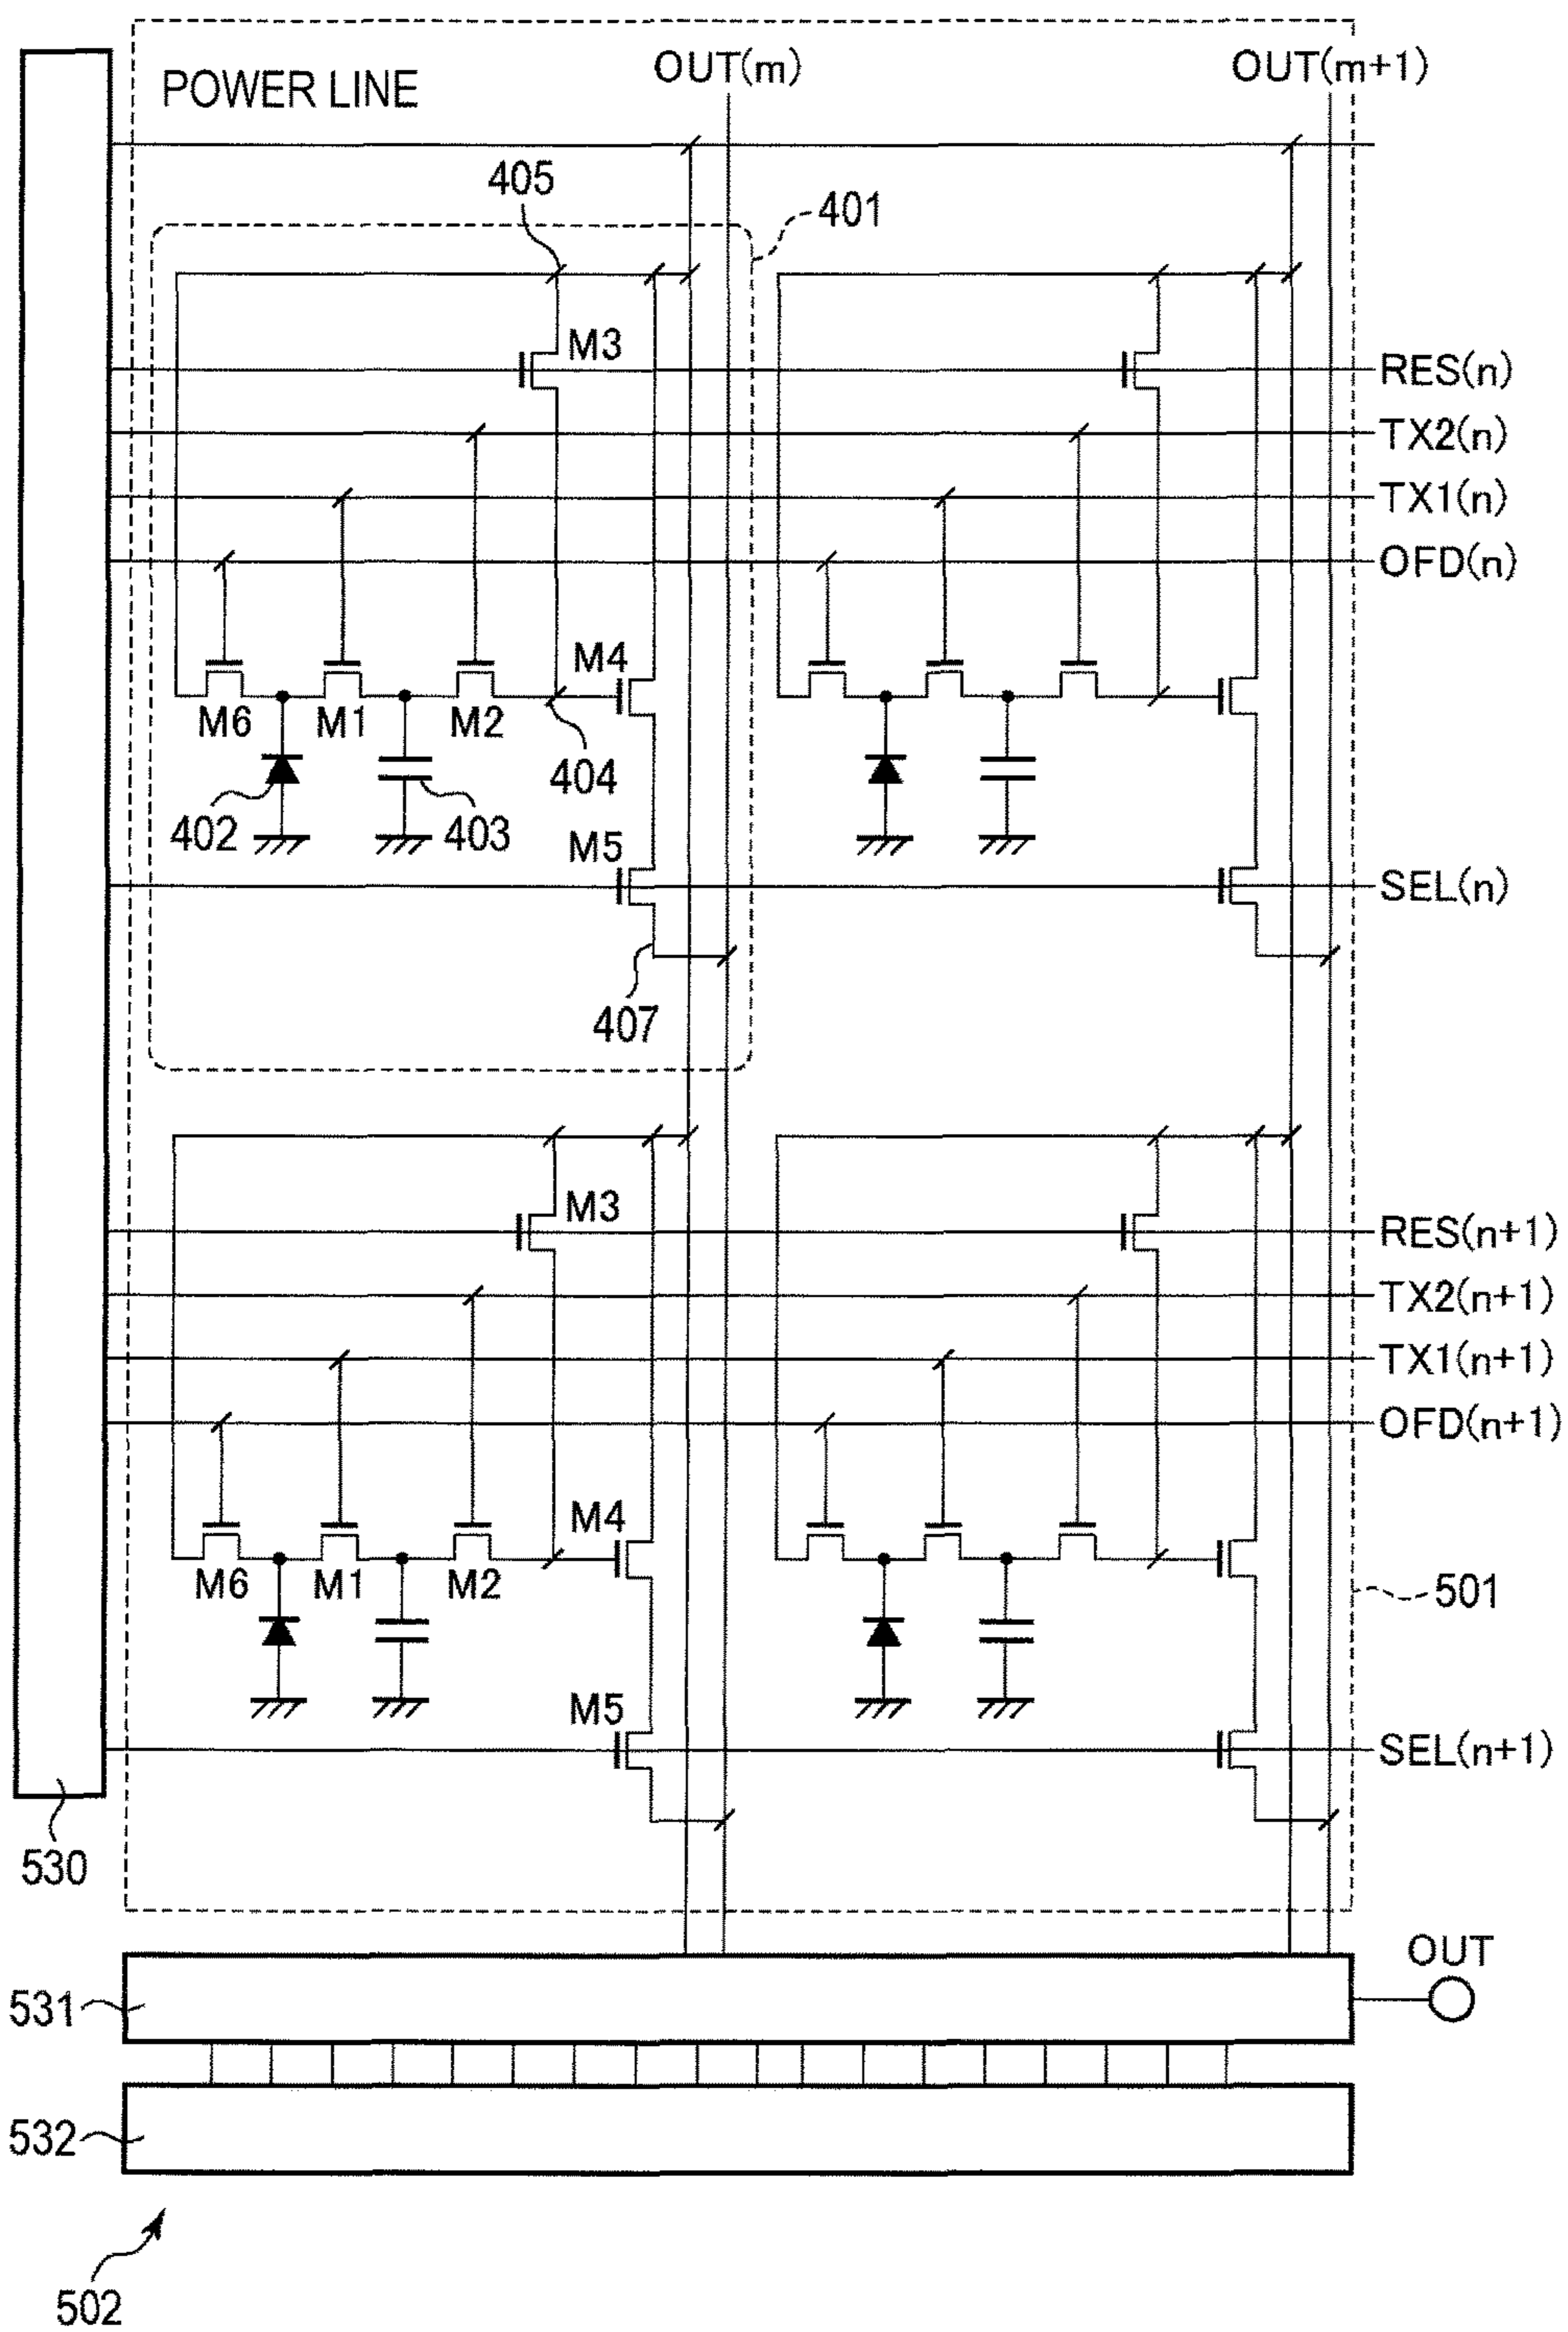 OUT(m)
OUT(m+1)
POWER LINE
405
401
M3
RES(n)
TX2(n)
TX1(n)
OFD(n)
M4
M6
M1
M2
404
402
403
M5
SEL(n)
407
M3
RES(n+1)
TX2(n+1)
TX1(n+1)
OFD(n+1)
M4
M6
M1
M2
501
M5
SEL(n+1)
530
OUT
531
532
502